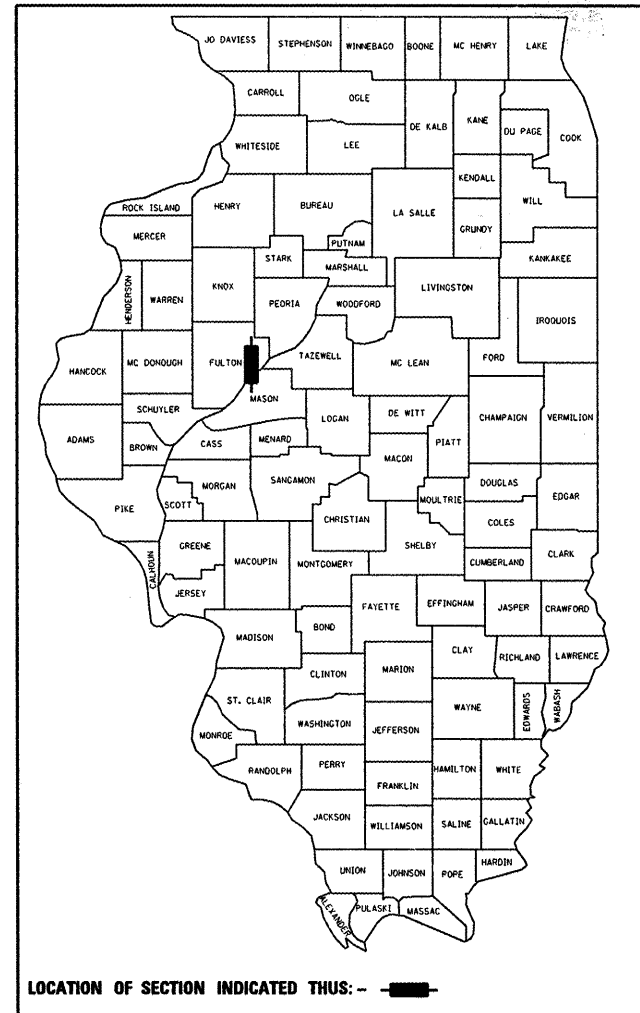 JO DAVIESS STEPHENSON WINNEBAGO BOONE MC HENRY LAKE
CARROLL OGLE DE KALB KANE DU PAGE COOK
WHITESIDE LEE
KENDALL WILL
ROCK ISLAND HENRY BUREAU LA SALLE GRUNDY
MERCER PUTNAM
STARK MARSHALL KANKAKEE
HENDERSON WARREN KNOX PEORIA WOODFORD LIVINGSTON IROQUOIS
HANCOCK MC DONOUGH FULTON TAZEWELL MC LEAN FORD
MASON
SCHUYLER LOGAN DE WITT CHAMPAIGN VERMILION
ADAMS BROWN CASS MENARD MACON PIATT
MORGAN SANGAMON DOUGLAS EDGAR
PIKE SCOTT CHRISTIAN MOULTRIE COLES
GREENE MACOUPIN MONTGOMERY SHELBY CUMBERLAND CLARK
CALHOUN JERSEY FAYETTE EFFINGHAM JASPER CRAWFORD
MADISON BOND CLAY RICHLAND LAWRENCE
CLINTON MARION
ST. CLAIR WAYNE EDWARDS WABASH
MONROE WASHINGTON JEFFERSON
RANDOLPH PERRY HAMILTON WHITE
FRANKLIN
JACKSON WILLIAMSON SALINE GALLATIN
UNION JOHNSON POPE HARDIN
ALEXANDER PULASKI MASSAC
LOCATION OF SECTION INDICATED THUS: -